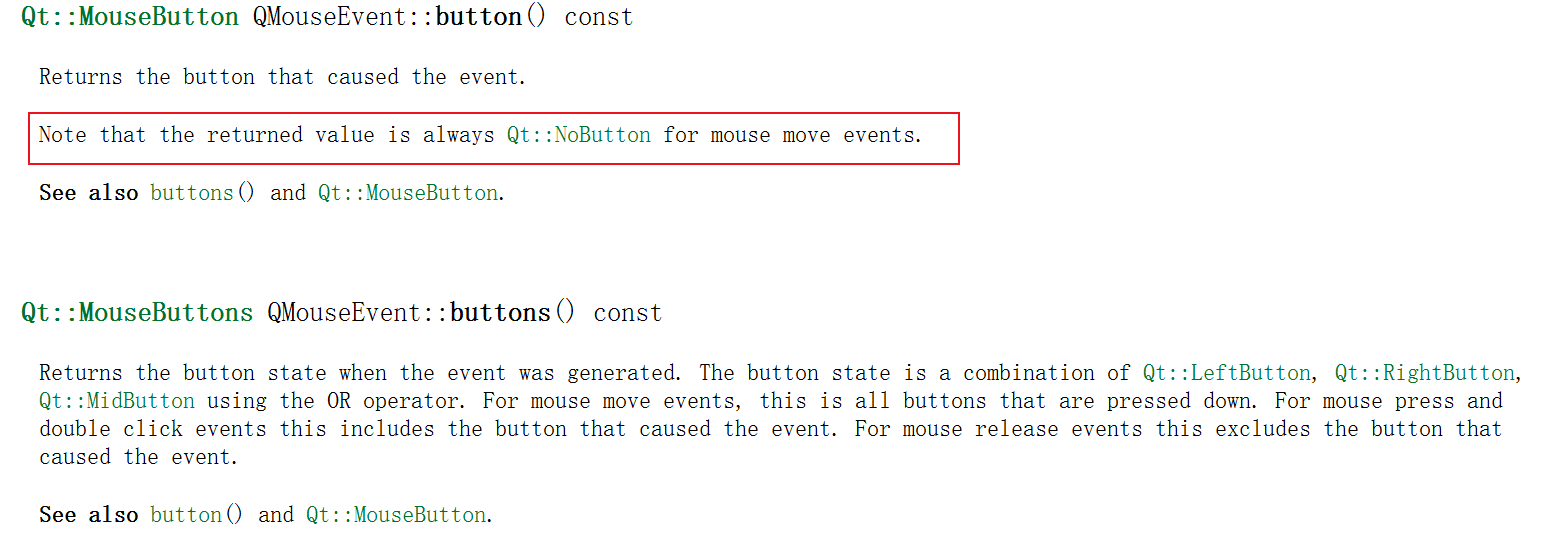 Qt::MouseButton QMouseEvent::button() const
Returns the button that caused the event.
Note that the returned value is always Qt::NoButton for mouse move events.
See also buttons() and Qt::MouseButton.
Qt::MouseButtons QMouseEvent::buttons() const
Returns the button state when the event was generated. The button state is a combination of Qt::LeftButton, Qt::RightButton,
Qt::MidButton using the OR operator. For mouse move events, this is all buttons that are pressed down. For mouse press and
double click events this includes the button that caused the event. For mouse release events this excludes the button that
caused the event.
See also button() and Qt::MouseButton.